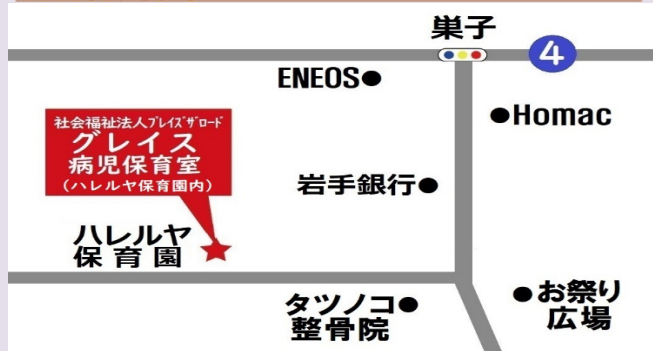 巣子
4
ENEOS
Homac
社会福祉法人プレイズザロード
グレイス
病児保育室
(ハレルヤ保育園内)
岩手銀行
ハレルヤ
保育園
タツノコ
整骨院
お祭り
広場